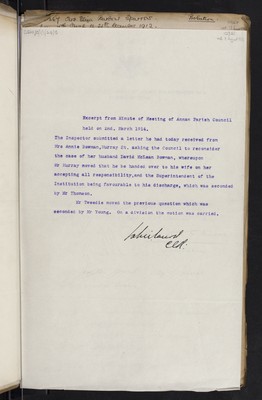 Excerpt from Minute of Meeting of Annan Parish Council
held on 2nd. March 1914.
The Inspector submitted a letter he had today received from
Mrs Annie Bowman, Murray St. asking the Council to reconsider
the case of her husband David McLean Bowman, whereupon
Mr Murray moved that he be handed over to his wife on her
accepting all responsibility, and the Superintendent of the
Institution being favourable to his discharge, which was seconded
by Mr Thomson.
Mr Tweedie moved the previous question which was
seconded by Mr Young. On a division the motion was carried.